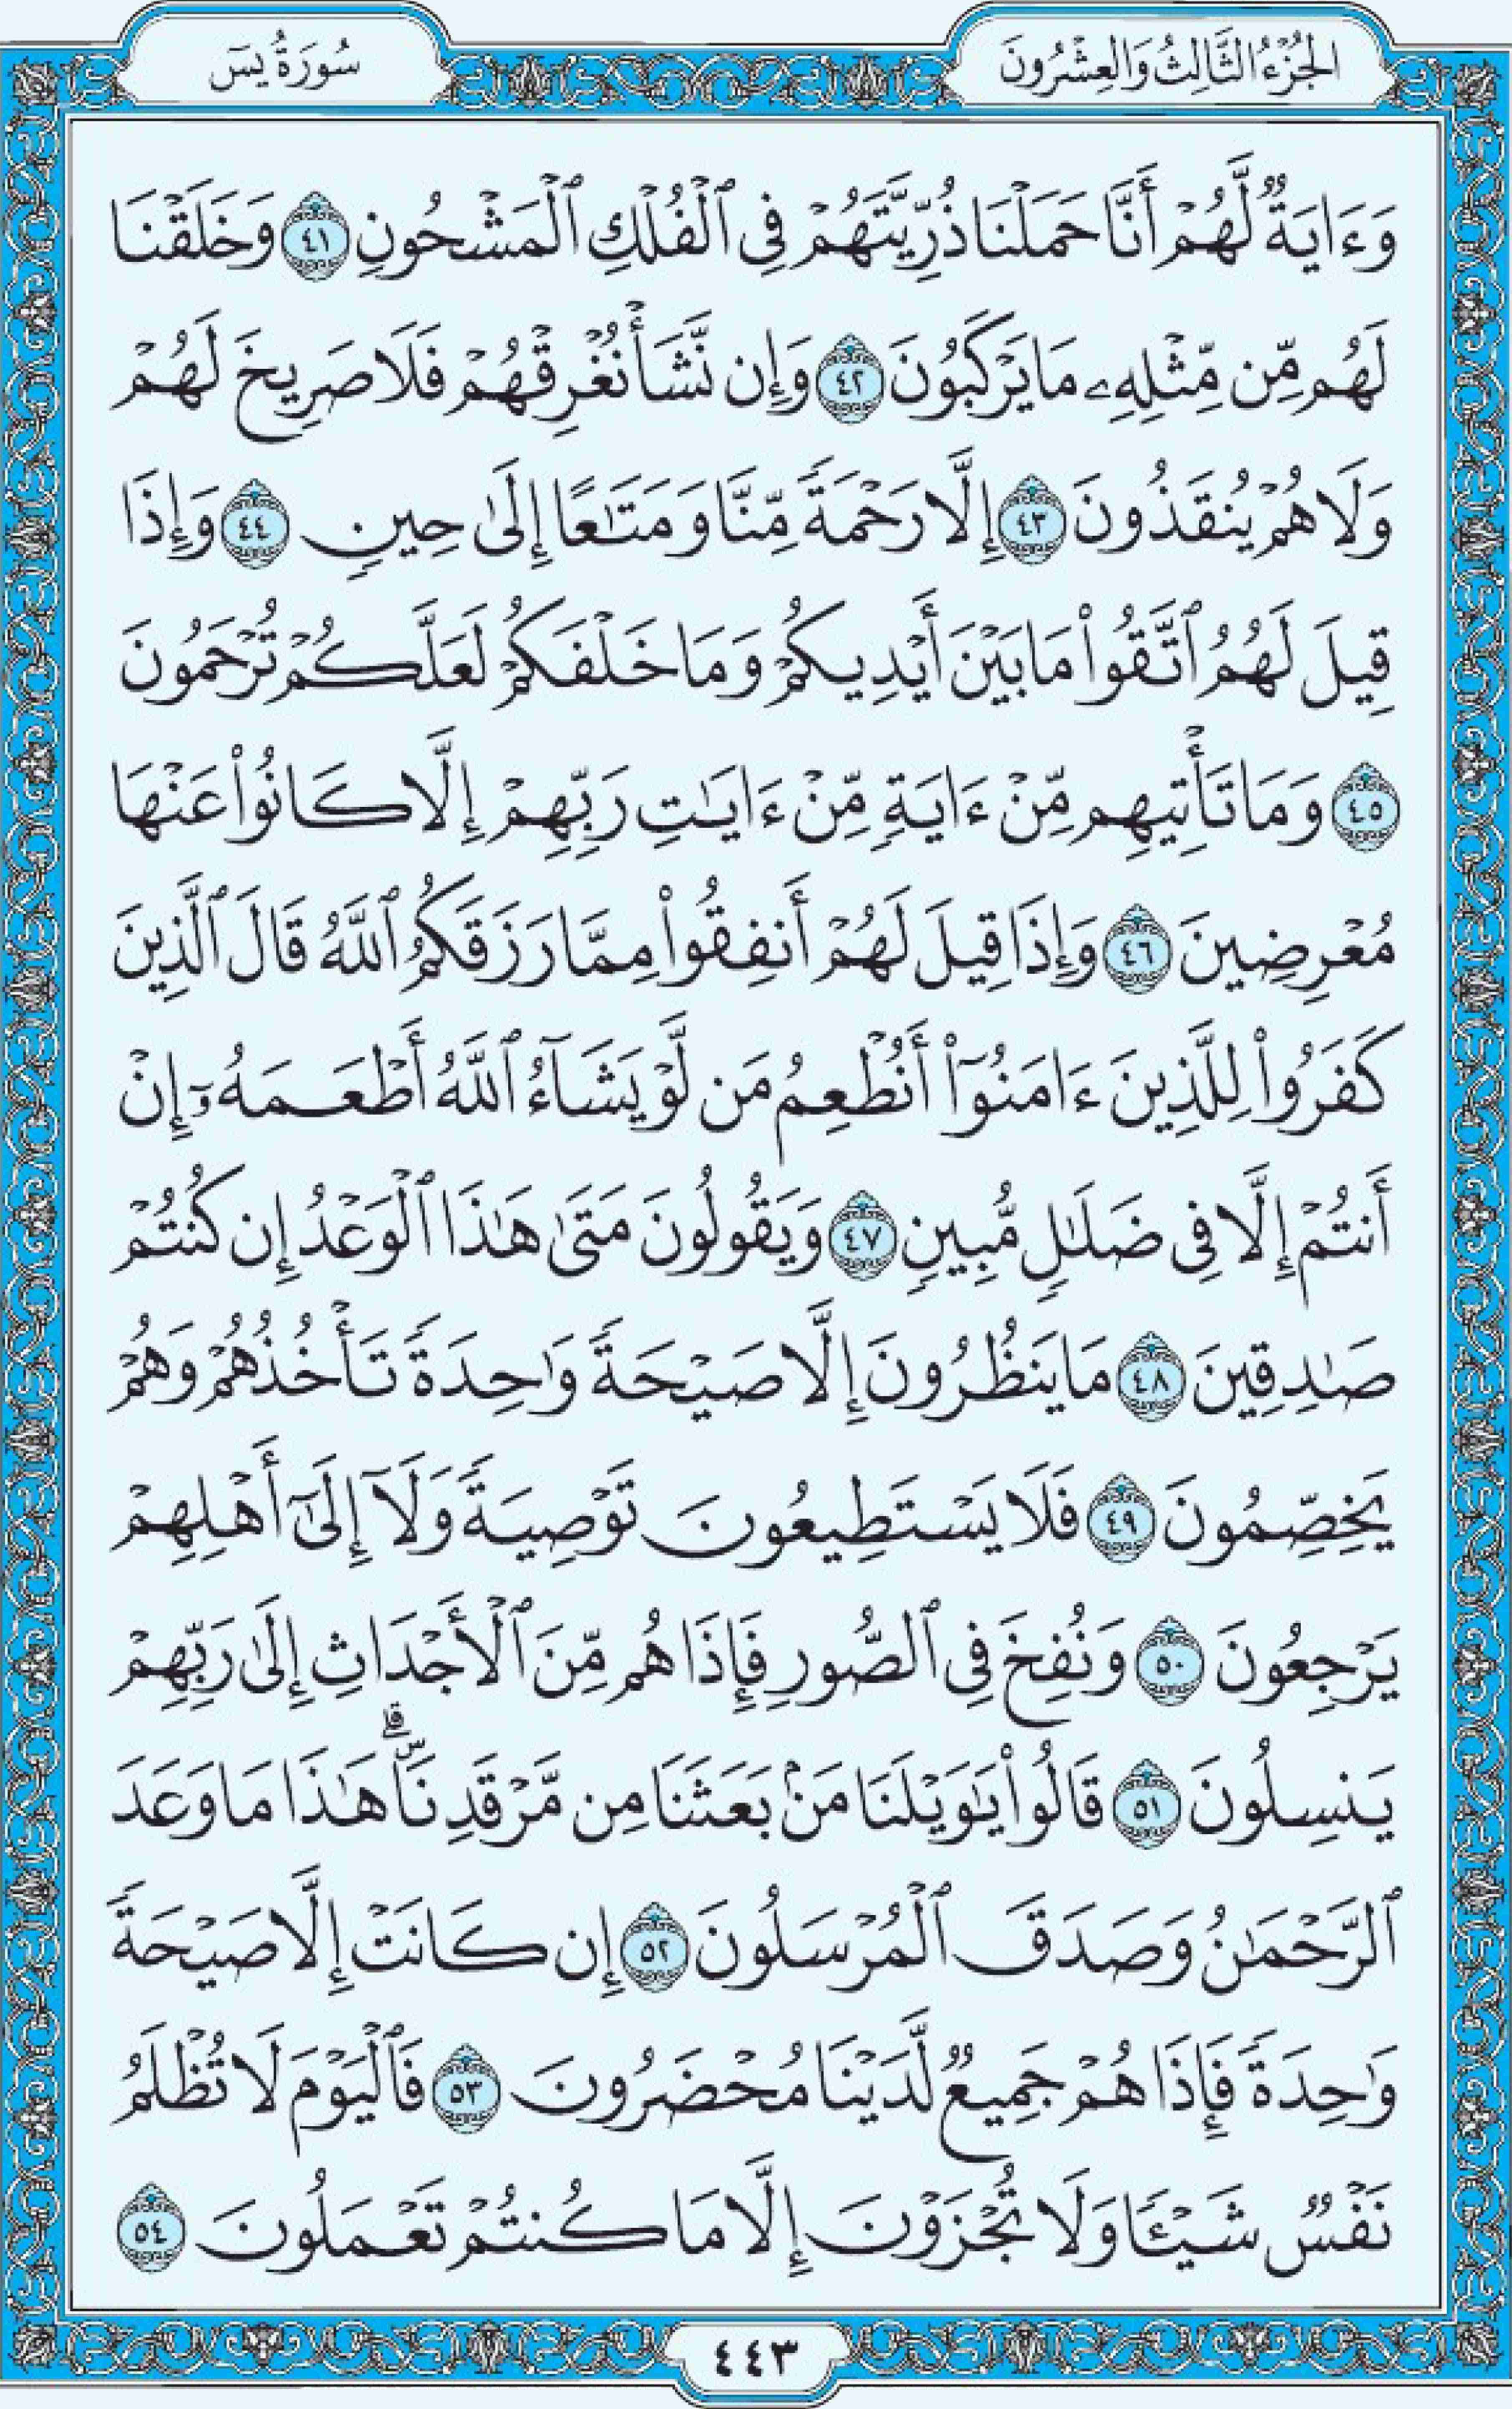 الجُزْءُ الثَّالِثُ وَالعِشْرُونَ
سُورَةُ يسٓ
وَءَايَةٌ لَّهُمْ أَنَّا حَمَلْنَا ذُرِّيَّتَهُمْ فِى ٱلْفُلْكِ ٱلْمَشْحُونِ ٤١ وَخَلَقْنَا
لَهُم مِّن مِّثْلِهِۦ مَا يَرْكَبُونَ ٤٢ وَإِن نَّشَأْ نُغْرِقْهُمْ فَلَا صَرِيخَ لَهُمْ
وَلَا هُمْ يُنقَذُونَ ٤٣ إِلَّا رَحْمَةً مِّنَّا وَمَتَـٰعًا إِلَىٰ حِينٍ ٤٤ وَإِذَا
قِيلَ لَهُمُ ٱتَّقُوا۟ مَا بَيْنَ أَيْدِيكُمْ وَمَا خَلْفَكُمْ لَعَلَّكُمْ تُرْحَمُونَ
٤٥ وَمَا تَأْتِيهِم مِّنْ ءَايَةٍ مِّنْ ءَايَـٰتِ رَبِّهِمْ إِلَّا كَانُوا۟ عَنْهَا
مُعْرِضِينَ ٤٦ وَإِذَا قِيلَ لَهُمْ أَنفِقُوا۟ مِمَّا رَزَقَكُمُ ٱللَّهُ قَالَ ٱلَّذِينَ
كَفَرُوا۟ لِلَّذِينَ ءَامَنُوٓا۟ أَنُطْعِمُ مَن لَّوْ يَشَآءُ ٱللَّهُ أَطْعَمَهُۥٓ إِنْ
أَنتُمْ إِلَّا فِى ضَلَـٰلٍ مُّبِينٍ ٤٧ وَيَقُولُونَ مَتَىٰ هَـٰذَا ٱلْوَعْدُ إِن كُنتُمْ
صَـٰدِقِينَ ٤٨ مَا يَنظُرُونَ إِلَّا صَيْحَةً وَٰحِدَةً تَأْخُذُهُمْ وَهُمْ
يَخِصِّمُونَ ٤٩ فَلَا يَسْتَطِيعُونَ تَوْصِيَةً وَلَآ إِلَىٰٓ أَهْلِهِمْ
يَرْجِعُونَ ٥٠ وَنُفِخَ فِى ٱلصُّورِ فَإِذَا هُم مِّنَ ٱلْأَجْدَاثِ إِلَىٰ رَبِّهِمْ
يَنسِلُونَ ٥١ قَالُوا۟ يَـٰوَيْلَنَا مَنۢ بَعَثَنَا مِن مَّرْقَدِنَاۜ ۗ هَـٰذَا مَا وَعَدَ
ٱلرَّحْمَـٰنُ وَصَدَقَ ٱلْمُرْسَلُونَ ٥٢ إِن كَانَتْ إِلَّا صَيْحَةً
وَٰحِدَةً فَإِذَا هُمْ جَمِيعٌ لَّدَيْنَا مُحْضَرُونَ ٥٣ فَٱلْيَوْمَ لَا تُظْلَمُ
نَفْسٌ شَيْـًٔا وَلَا تُجْزَوْنَ إِلَّا مَا كُنتُمْ تَعْمَلُونَ ٥٤
٤٤٣